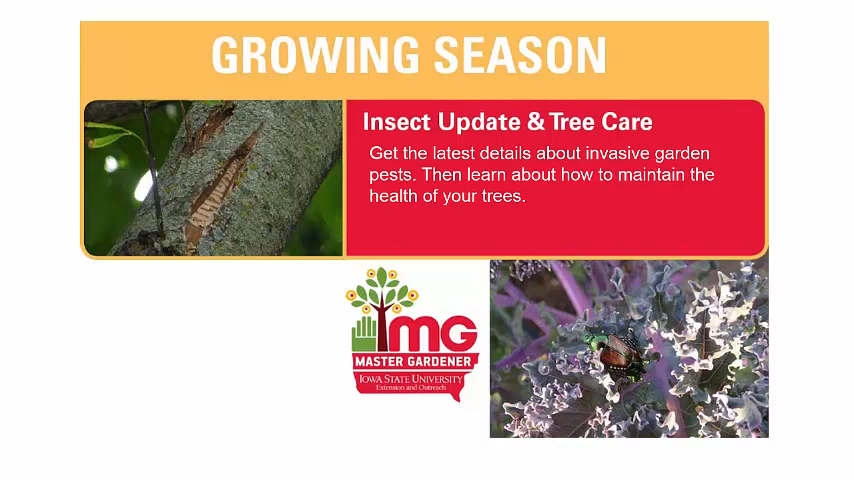 GROWING SEASON
Insect Update & Tree Care
Get the latest details about invasive garden
pests. Then learn about how to maintain the
health of your trees.
MG
MASTER GARDENER
IOWA STATE UNIVERSITY
Extension and Outreach